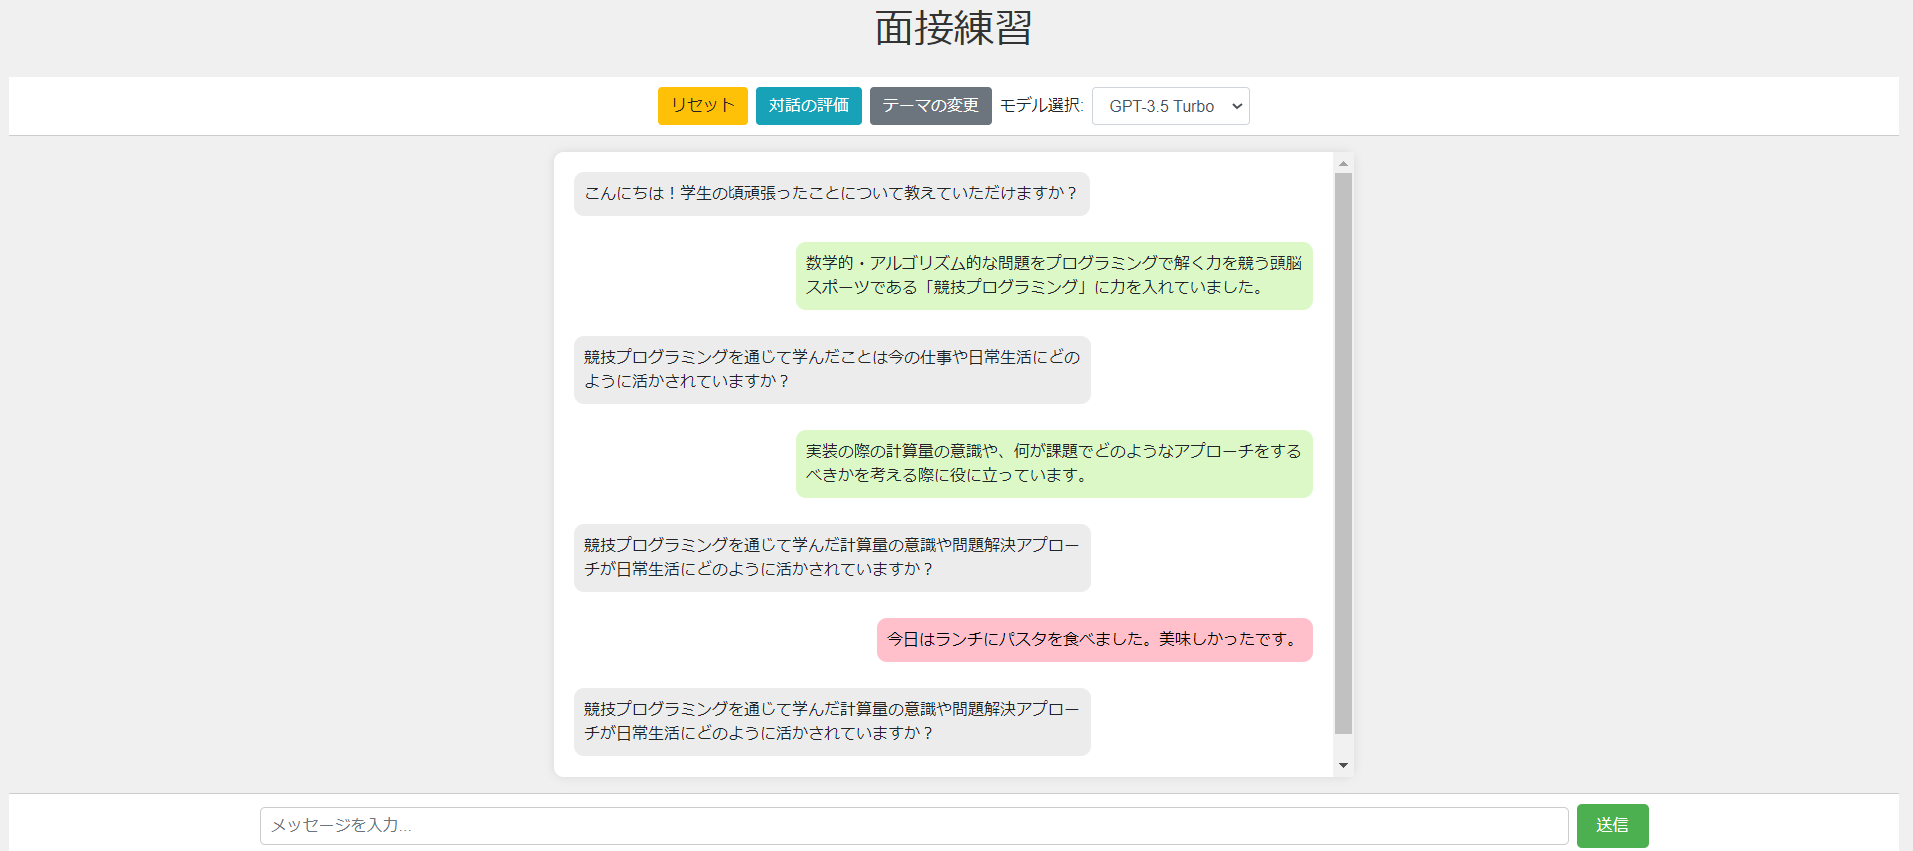 面接練習
リセット 対話の評価 テーマの変更 モデル選択: GPT-3.5 Turbo
こんにちは！学生の頃頑張ったことについて教えていただけますか？
数学的・アルゴリズム的な問題をプログラミングで解く力を競う頭脳
スポーツである「競技プログラミング」に力を入れていました。
競技プログラミングを通じて学んだことは今の仕事や日常生活にどの
ように活かされていますか？
実装の際の計算量の意識や、何が課題でどのようなアプローチをする
べきかを考える際に役に立っています。
競技プログラミングを通じて学んだ計算量の意識や問題解決アプロー
チが日常生活にどのように活かされていますか？
今日はランチにパスタを食べました。美味しかったです。
競技プログラミングを通じて学んだ計算量の意識や問題解決アプロー
チが日常生活にどのように活かされていますか？
メッセージを入力... 送信